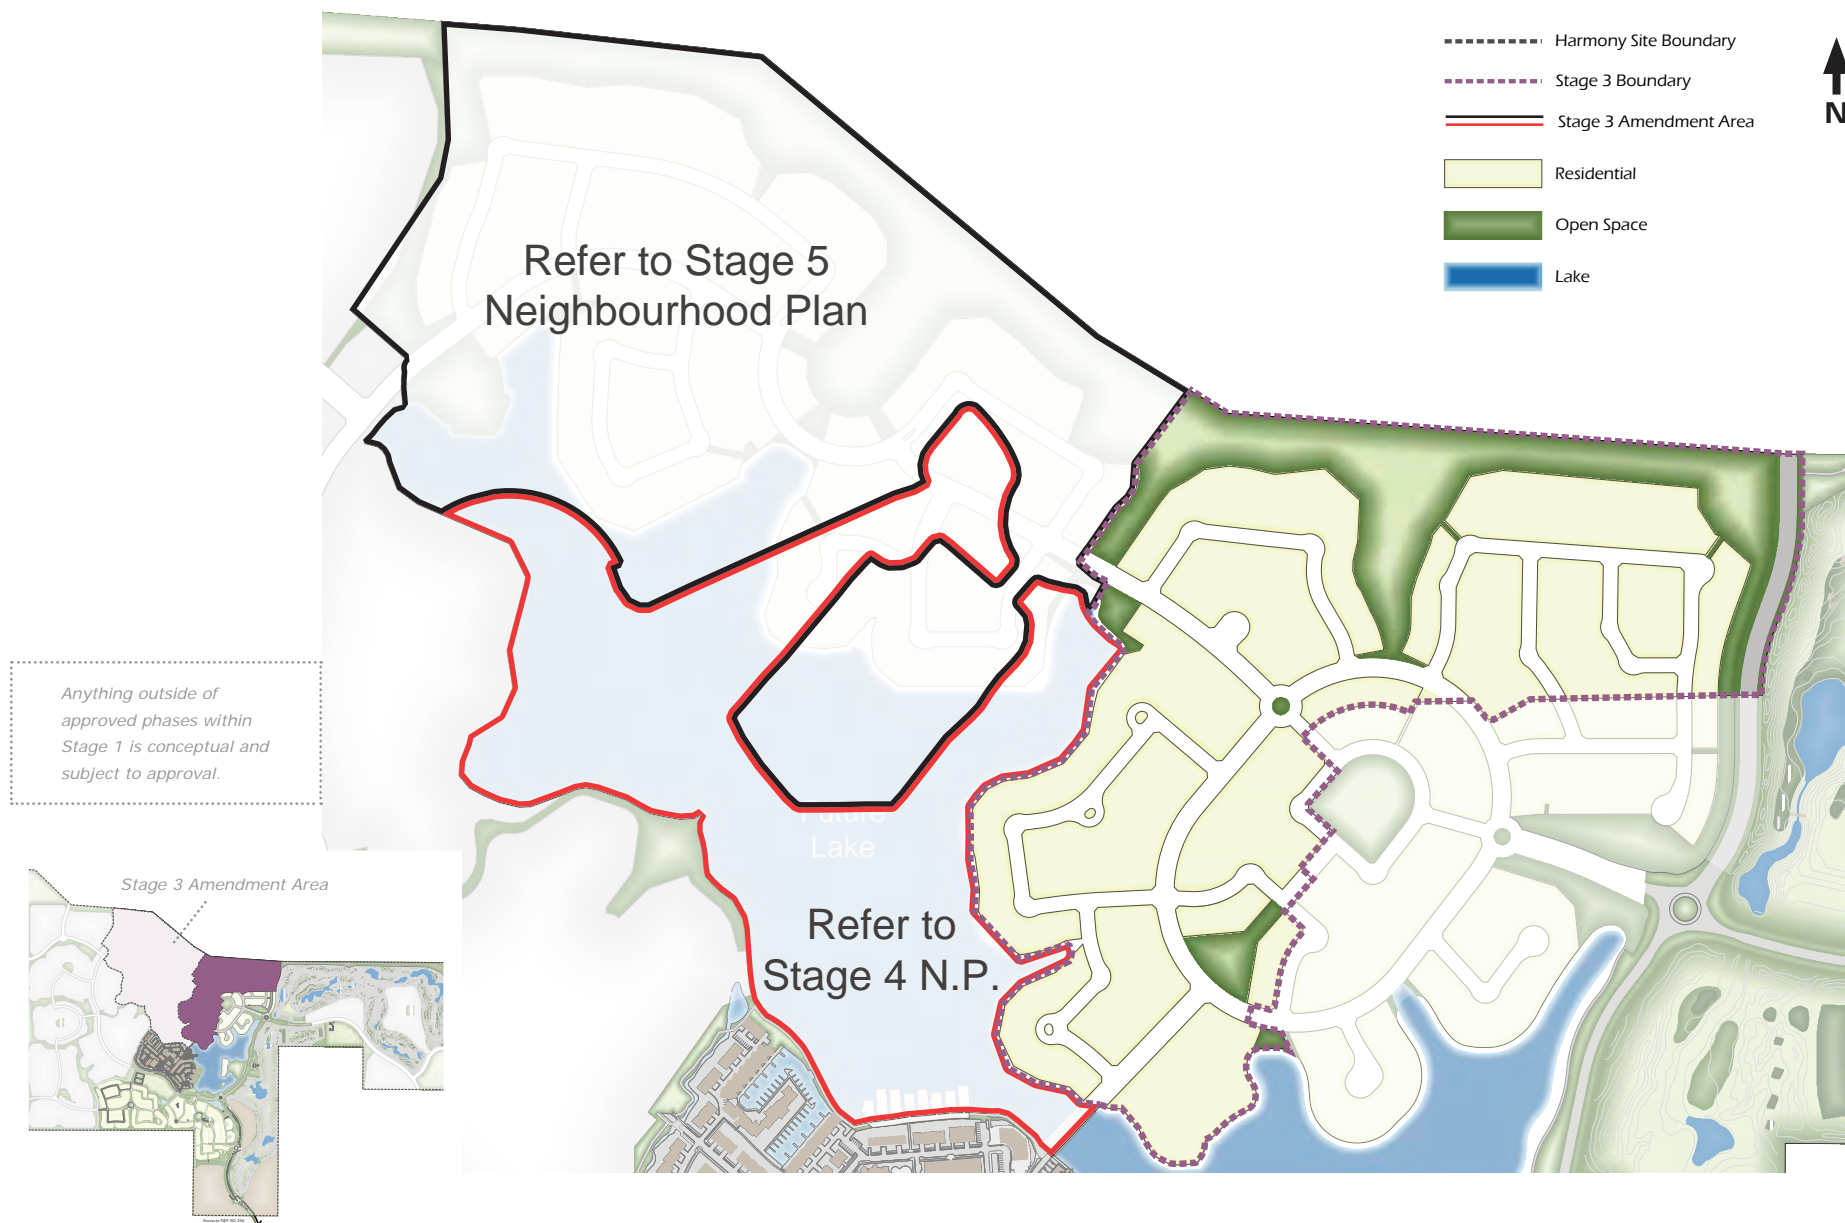 Harmony Site Boundary
Stage 3 Boundary
Stage 3 Amendment Area
Residential
Open Space
Lake
N
Refer to Stage 5
Neighbourhood Plan
Future
Lake
Refer to
Stage 4 N.P.
Anything outside of
approved phases within
Stage 1 is conceptual and
subject to approval.
Stage 3 Amendment Area